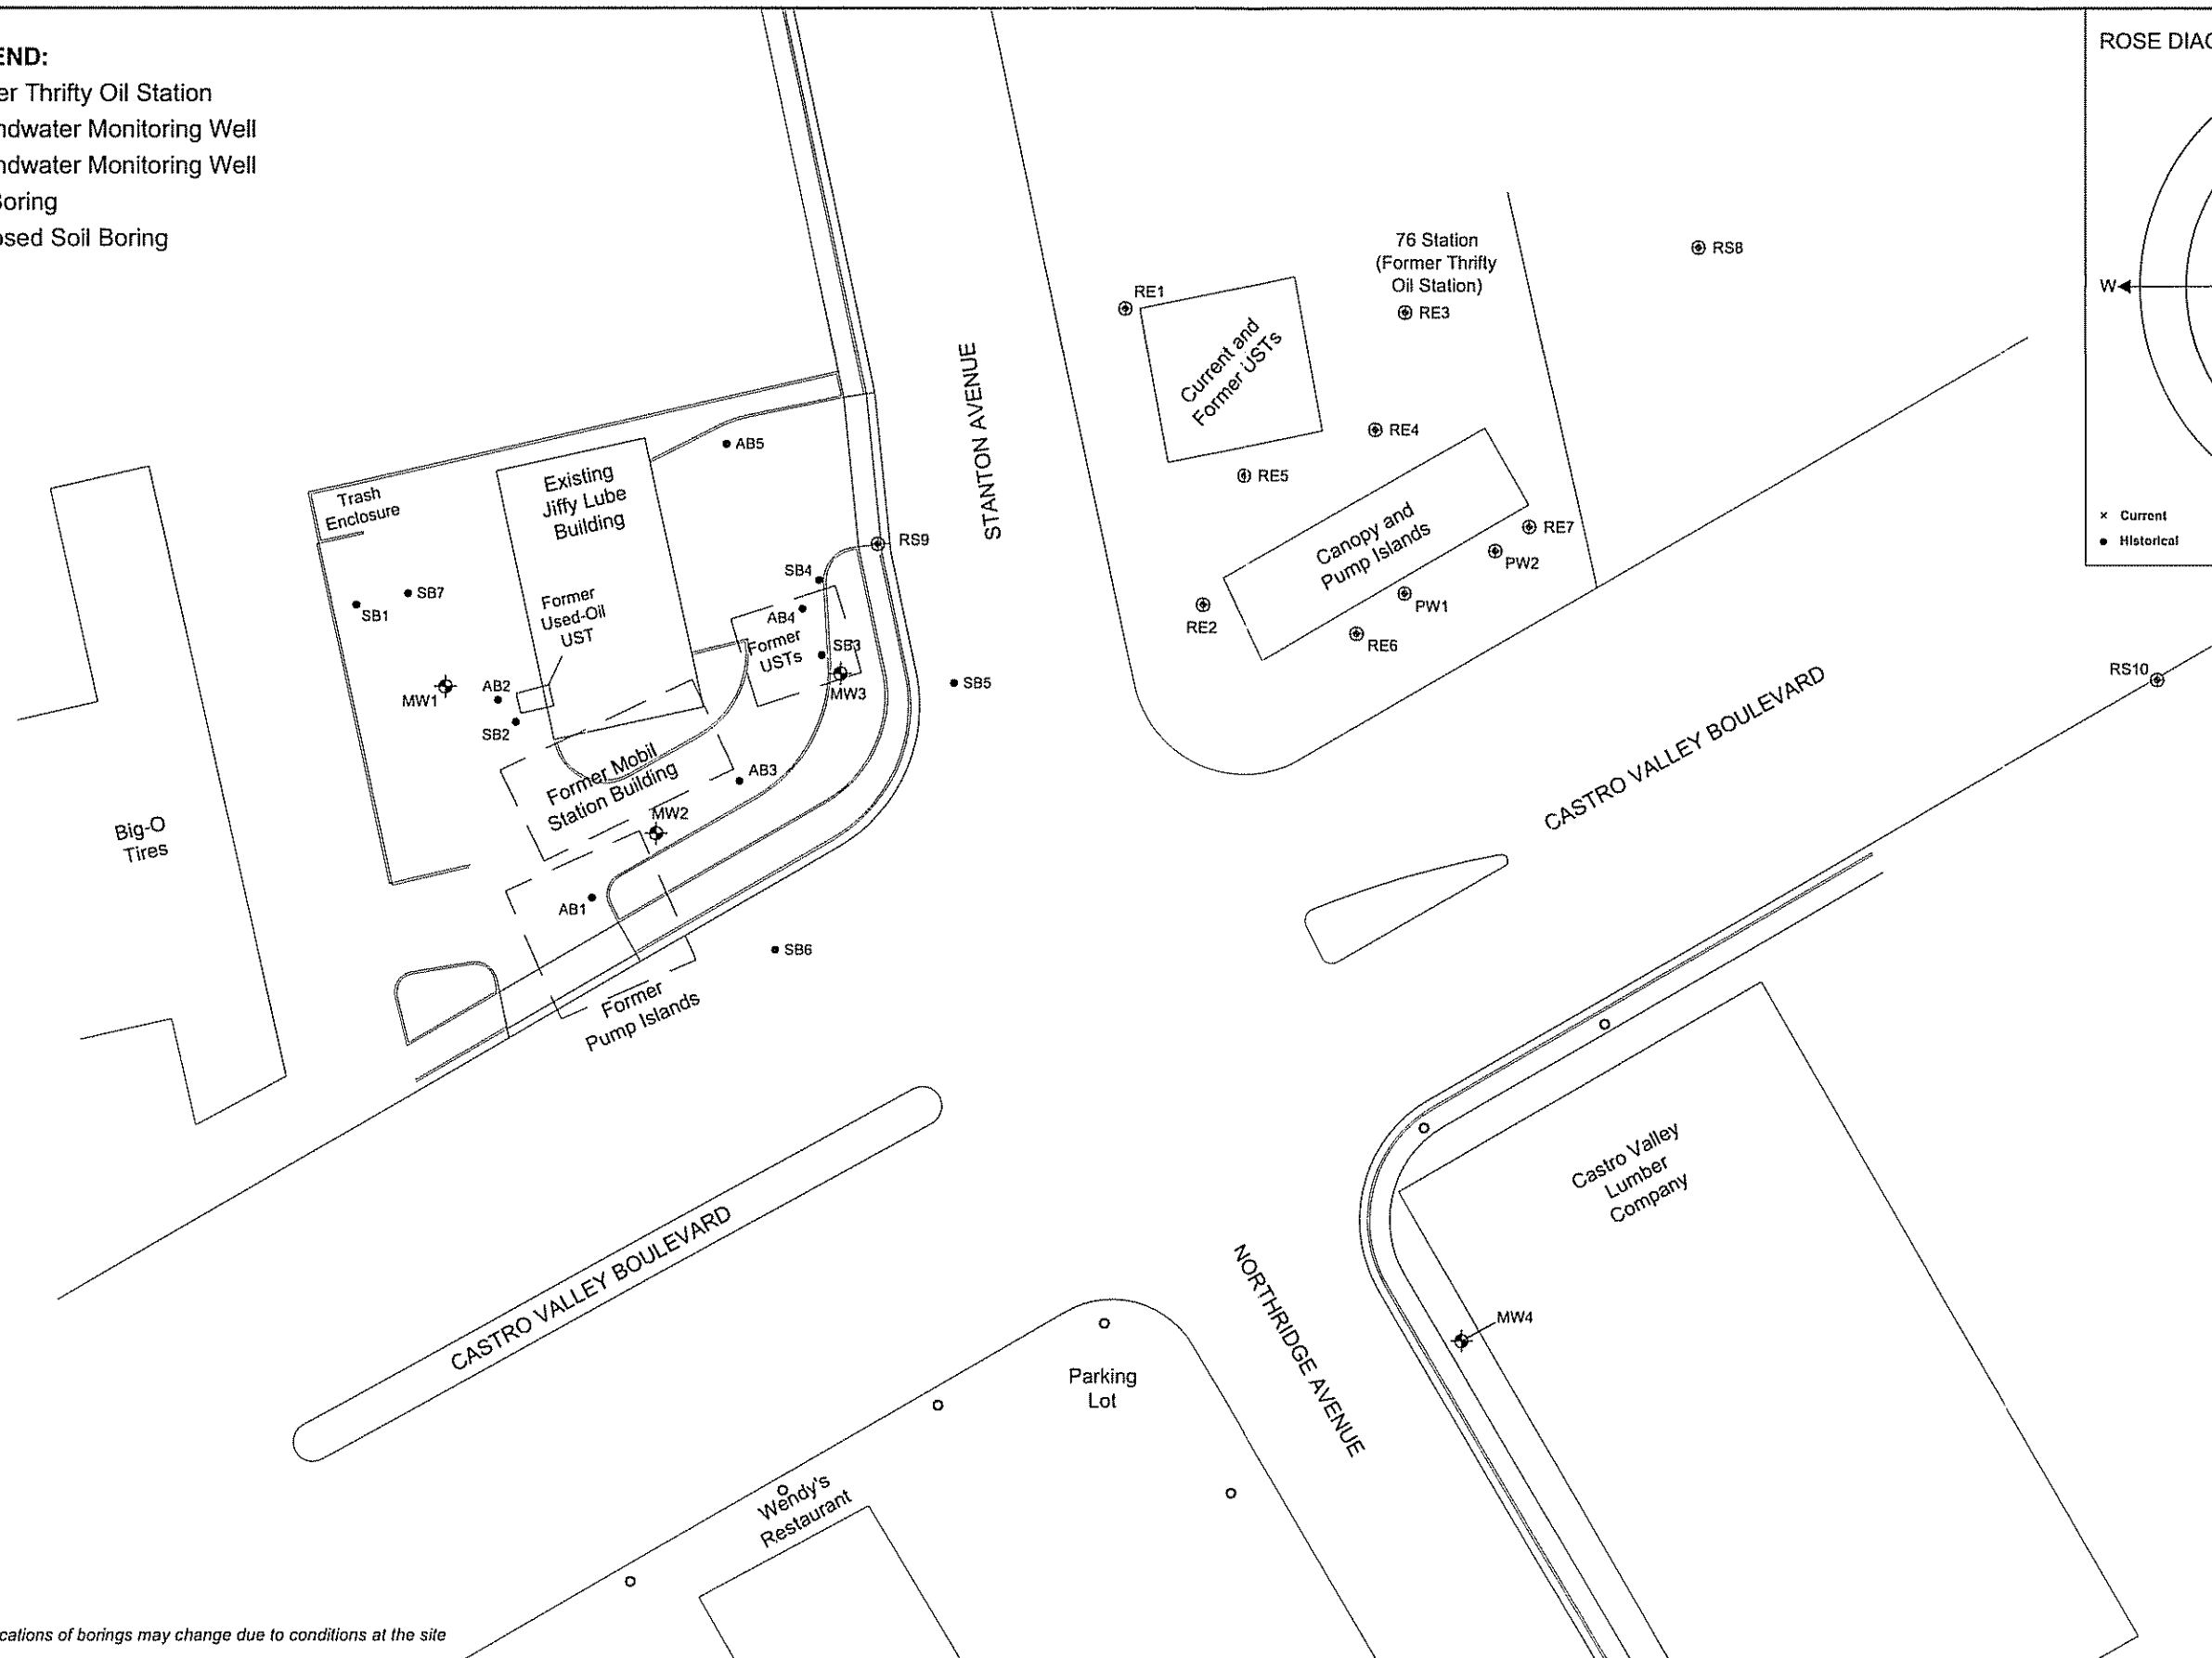 END:
er Thrifty Oil Station
ndwater Monitoring Well
ndwater Monitoring Well
Boring
osed Soil Boring
ROSE DIAG
W
× Current
● Historical
76 Station
(Former Thrifty
Oil Station)
RS8
RE1
RE3
Current and
Former USTs
RE4
RE5
STANTON AVENUE
Canopy and
Pump Islands
RE7
PW2
PW1
RE2
RE6
RS10
CASTRO VALLEY BOULEVARD
AB5
Existing
Jiffy Lube
Building
Trash
Enclosure
RS9
SB4
SB7
SB1
Former
Used-Oil
UST
AB4
Former
USTs
SB3
MW3
SB5
MW1
AB2
SB2
Former Mobil
Station Building
AB3
MW2
Big-O
Tires
AB1
SB6
Former
Pump Islands
CASTRO VALLEY BOULEVARD
Castro Valley
Lumber
Company
NORTHRIDGE AVENUE
MW4
Parking
Lot
Wendy's
Restaurant
cations of borings may change due to conditions at the site